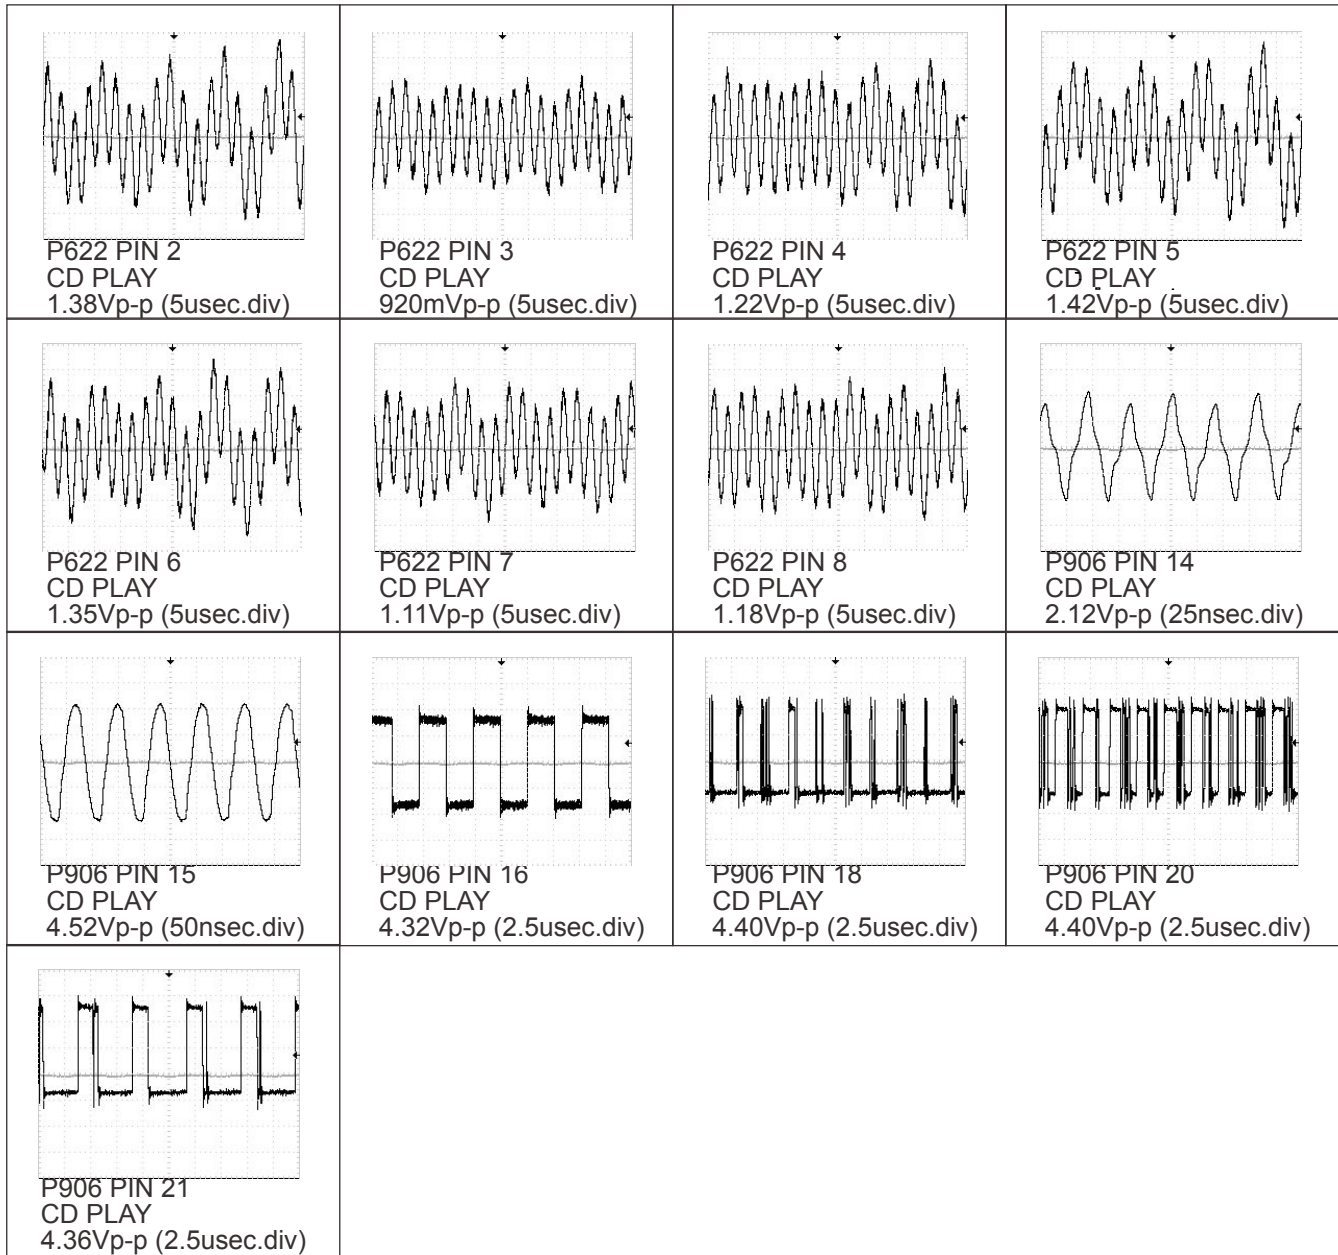 P622 PIN 2
CD PLAY
1.38Vp-p (5usec.div)
P622 PIN 3
CD PLAY
920mVp-p (5usec.div)
P622 PIN 4
CD PLAY
1.22Vp-p (5usec.div)
P622 PIN 5
CD PLAY
1.42Vp-p (5usec.div)
P622 PIN 6
CD PLAY
1.35Vp-p (5usec.div)
P622 PIN 7
CD PLAY
1.11Vp-p (5usec.div)
P622 PIN 8
CD PLAY
1.18Vp-p (5usec.div)
P906 PIN 14
CD PLAY
2.12Vp-p (25nsec.div)
P906 PIN 15
CD PLAY
4.52Vp-p (50nsec.div)
P906 PIN 16
CD PLAY
4.32Vp-p (2.5usec.div)
P906 PIN 18
CD PLAY
4.40Vp-p (2.5usec.div)
P906 PIN 20
CD PLAY
4.40Vp-p (2.5usec.div)
P906 PIN 21
CD PLAY
4.36Vp-p (2.5usec.div)